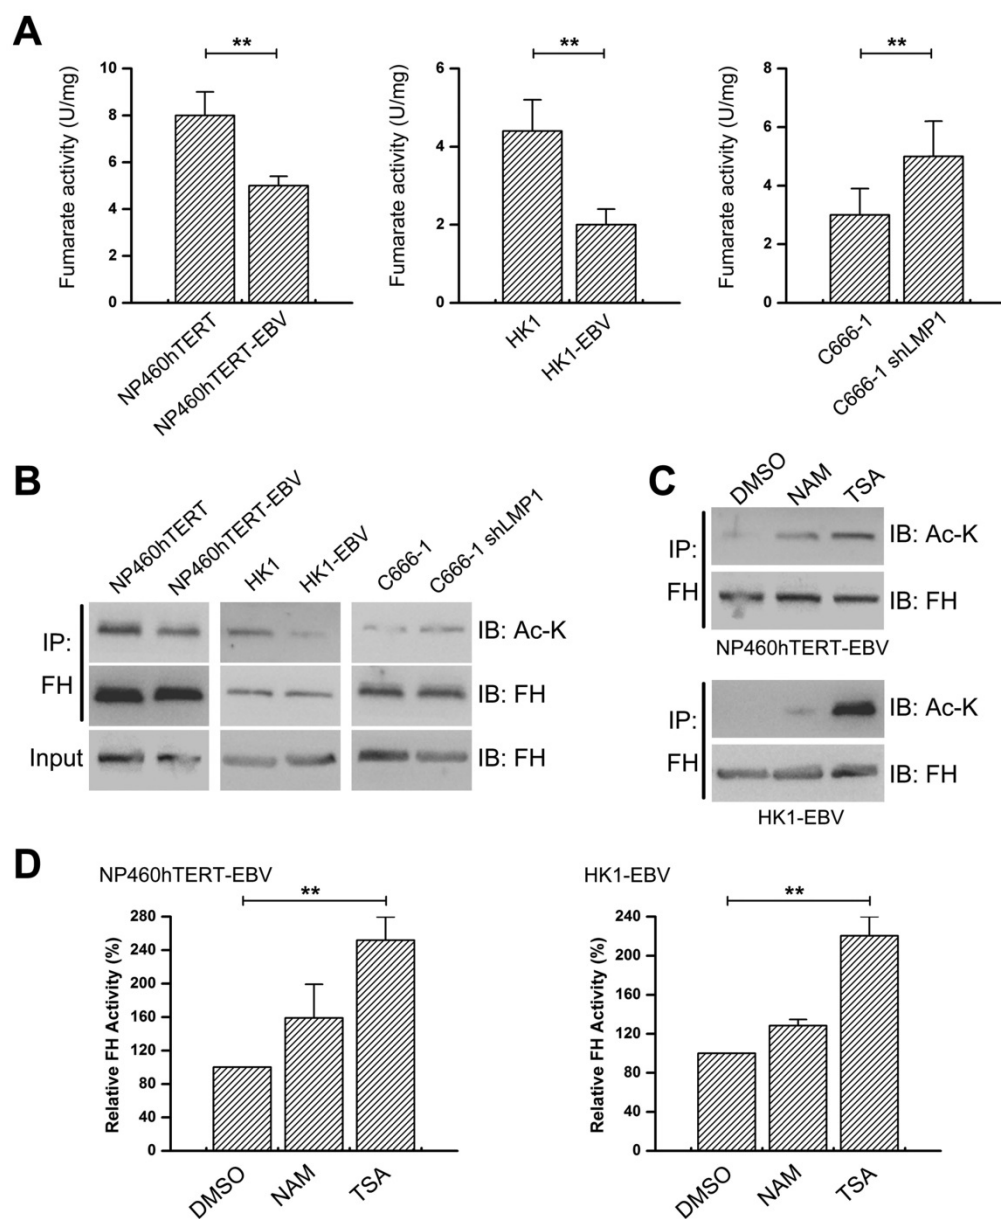 A
**
**
**
Fumarate activity (U/mg)
10
8
6
4
2
0
NP460hTERT
NP460hTERT-EBV
Fumarate activity (U/mg)
6
4
2
0
HK1
HK1-EBV
Fumarate activity (U/mg)
8
6
4
2
0
C666-1
C666-1 shLMP1
B
NP460hTERT
NP460hTERT-EBV
HK1
HK1-EBV
C666-1
C666-1 shLMP1
IP:
FH
IB: Ac-K
IB: FH
Input
IB: FH
C
DMSO
NAM
TSA
IP:
FH
IB: Ac-K
IB: FH
NP460hTERT-EBV
IP:
FH
IB: Ac-K
IB: FH
HK1-EBV
D
NP460hTERT-EBV
**
Relative FH Activity (%)
280
240
200
160
120
80
40
0
DMSO
NAM
TSA
HK1-EBV
**
Relative FH Activity (%)
240
200
160
120
80
40
0
DMSO
NAM
TSA